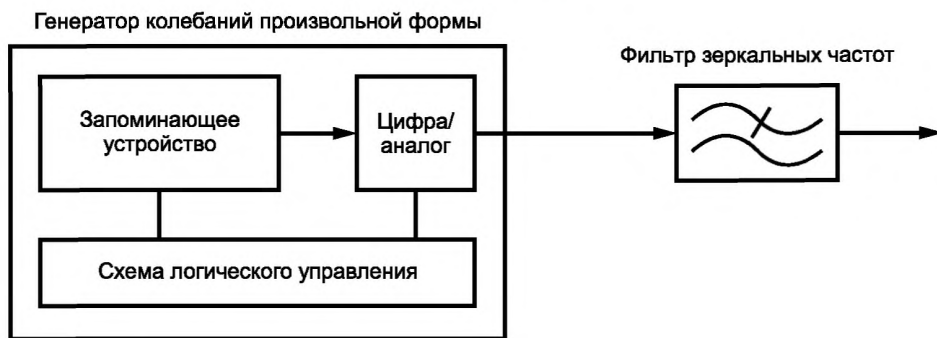 Генератор колебаний произвольной формы
Фильтр зеркальных частот
Запоминающее
устройство
Цифра/
аналог
Схема логического управления